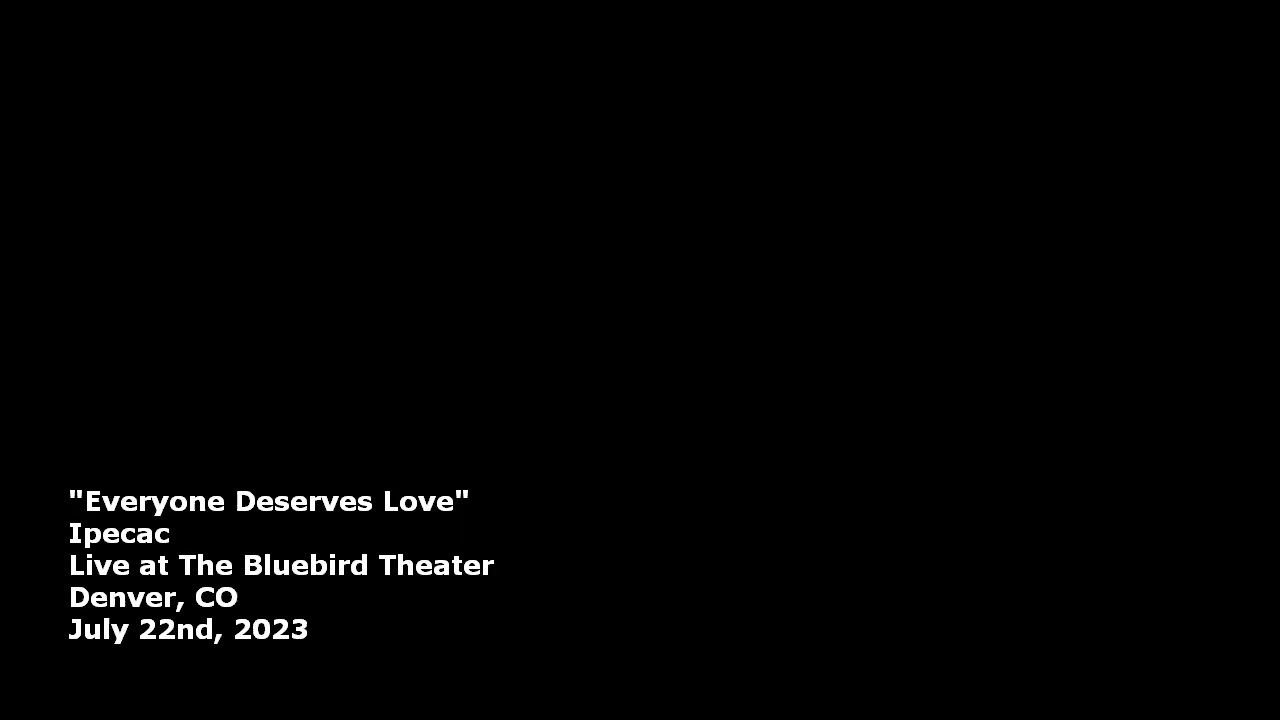 "Everyone Deserves Love"
Ipecac
Live at The Bluebird Theater
Denver, CO
July 22nd, 2023